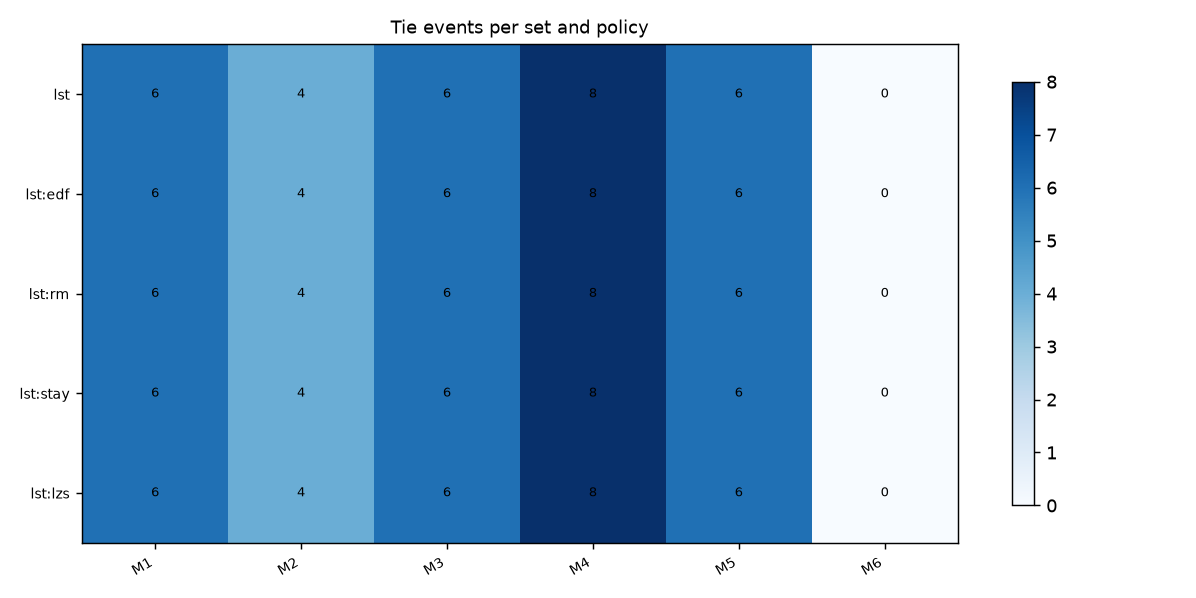 Tie events per set and policy
lst 6 4 6 8 6 0
lst:edf 6 4 6 8 6 0
lst:rm 6 4 6 8 6 0
lst:stay 6 4 6 8 6 0
lst:lzs 6 4 6 8 6 0
M1 M2 M3 M4 M5 M6
8
7
6
5
4
3
2
1
0